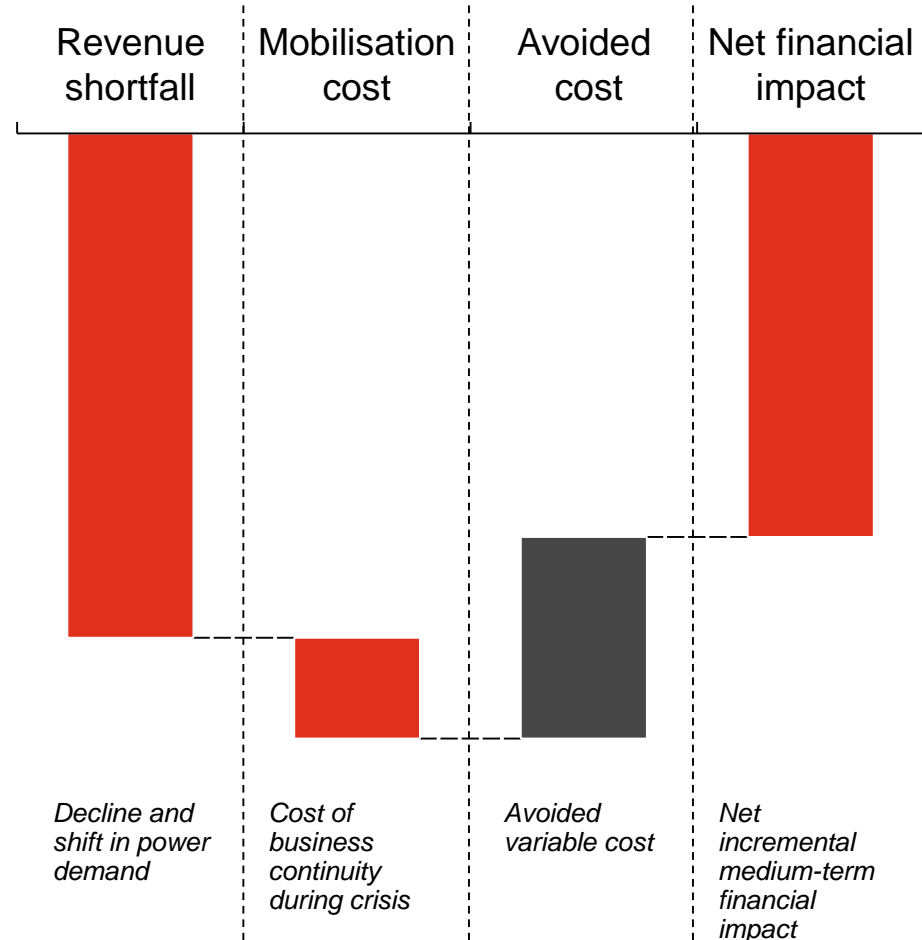 Revenue
shortfall
Mobilisation
cost
Avoided
cost
Net financial
impact
Decline and
shift in power
demand
Cost of
business
continuity
during crisis
Avoided
variable cost
Net
incremental
medium-term
financial
impact